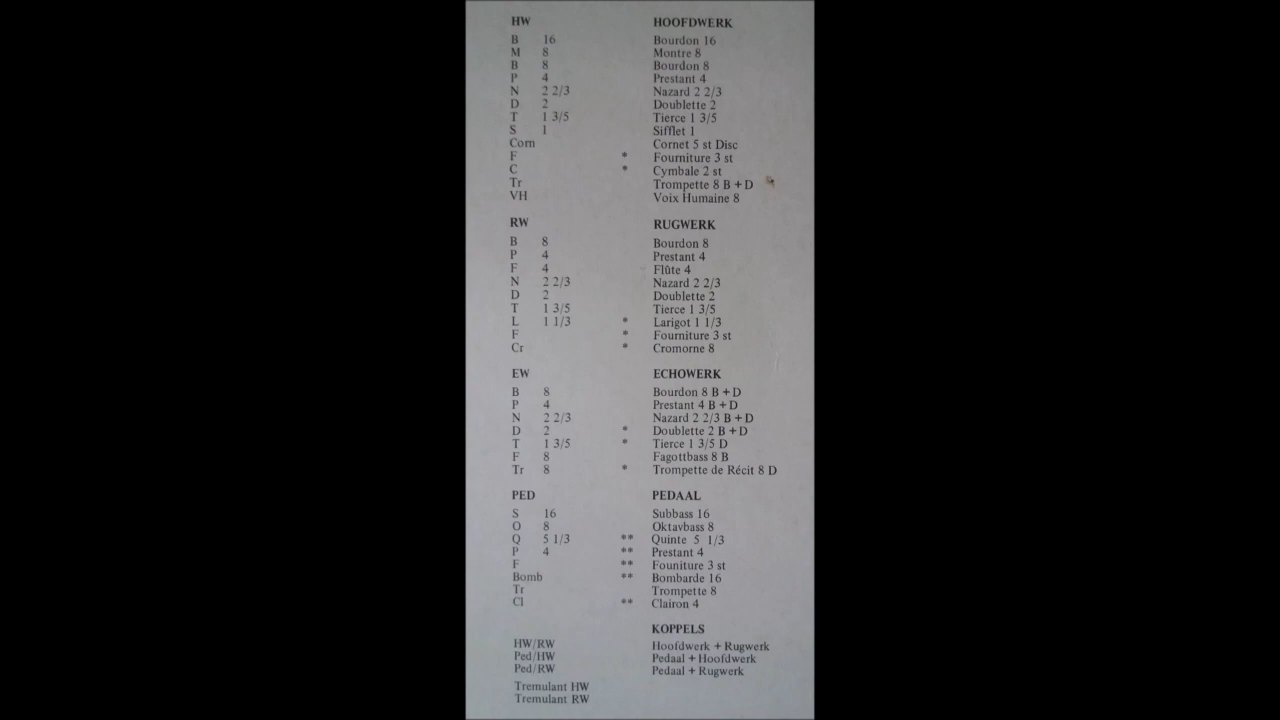 HW HOOFDWERK
B 16 Bourdon 16
M 8 Montre 8
B 8 Bourdon 8
P 4 Prestant 4
N 2 2/3 Nazard 2 2/3
D 2 Doublette 2
T 1 3/5 Tierce 1 3/5
S 1 Sifflet 1
Corn Cornet 5 st Disc
F * Fourniture 3 st
C * Cymbale 2 st
Tr Trompette 8 B + D
VH Voix Humaine 8
RW RUGWERK
B 8 Bourdon 8
P 4 Prestant 4
F 4 Flûte 4
N 2 2/3 Nazard 2 2/3
D 2 Doublette 2
T 1 3/5 Tierce 1 3/5
L 1 1/3 * Larigot 1 1/3
F * Fourniture 3 st
Cr * Cromorne 8
EW ECHOWERK
B 8 Bourdon 8 B + D
P 4 Prestant 4 B + D
N 2 2/3 Nazard 2 2/3 B + D
D 2 * Doublette 2 B + D
T 1 3/5 * Tierce 1 3/5 D
F 8 Fagottbass 8 B
Tr 8 * Trompette de Récit 8 D
PED PEDAAL
S 16 Subbass 16
O 8 Oktavbass 8
Q 5 1/3 ** Quinte 5 1/3
P 4 ** Prestant 4
F ** Founiture 3 st
Bomb ** Bombarde 16
Tr Trompette 8
Cl ** Clairon 4
KOPPELS
HW/RW Hoofdwerk + Rugwerk
Ped/HW Pedaal + Hoofdwerk
Ped/RW Pedaal + Rugwerk
Tremulant HW
Tremulant RW